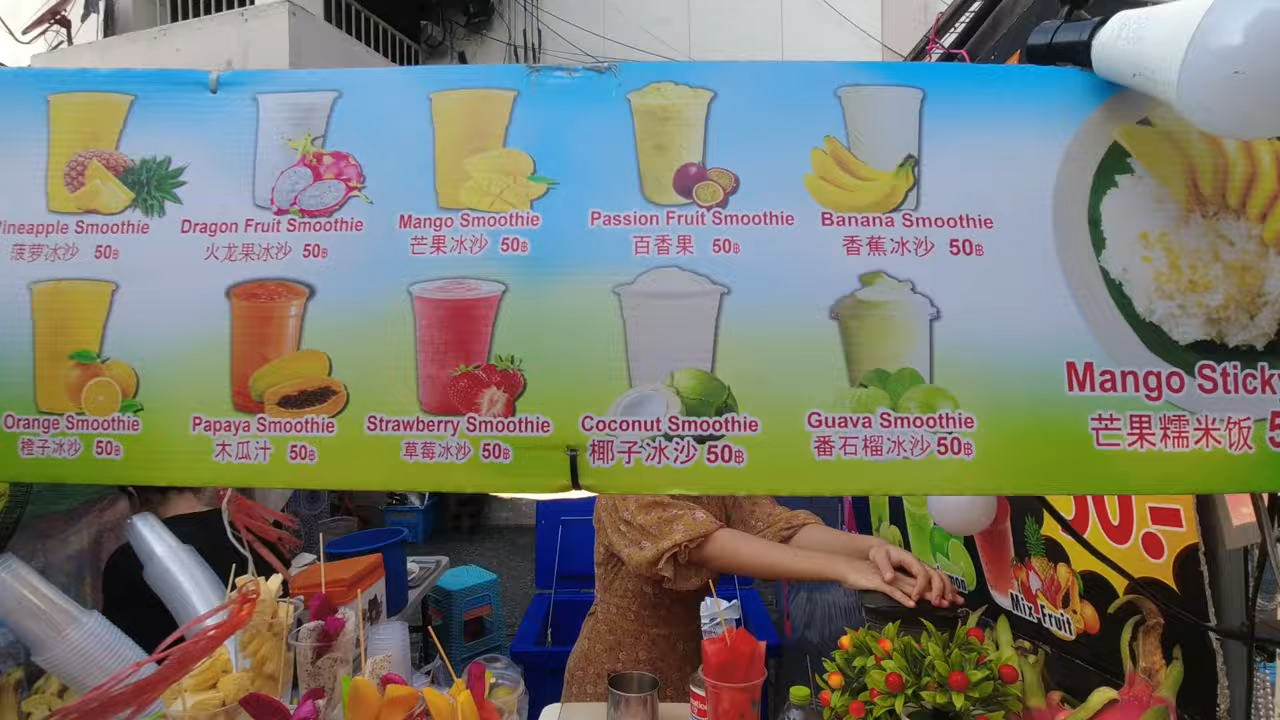 Pineapple Smoothie
菠萝冰沙 50฿
Dragon Fruit Smoothie
火龙果冰沙 50฿
Mango Smoothie
芒果冰沙 50฿
Passion Fruit Smoothie
百香果 50฿
Banana Smoothie
香蕉冰沙 50฿
Orange Smoothie
橙子冰沙 50฿
Papaya Smoothie
木瓜汁 50฿
Strawberry Smoothie
草莓冰沙 50฿
Coconut Smoothie
椰子冰沙 50฿
Guava Smoothie
番石榴冰沙 50฿
Mango Sticky
芒果糯米饭 5
50.-
Mix Fruit